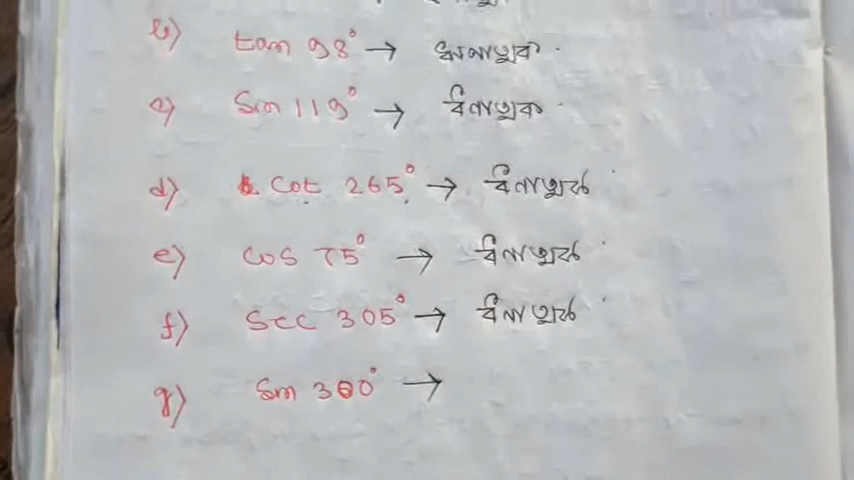 b) tan 98° → ঋনাত্মক
c) Sin 119° → ধনাত্মক
d) Cot 265° → ধনাত্মক
e) cos 75° → ধনাত্মক
f) Sec 305° → ধনাত্মক
g) Sin 300° →